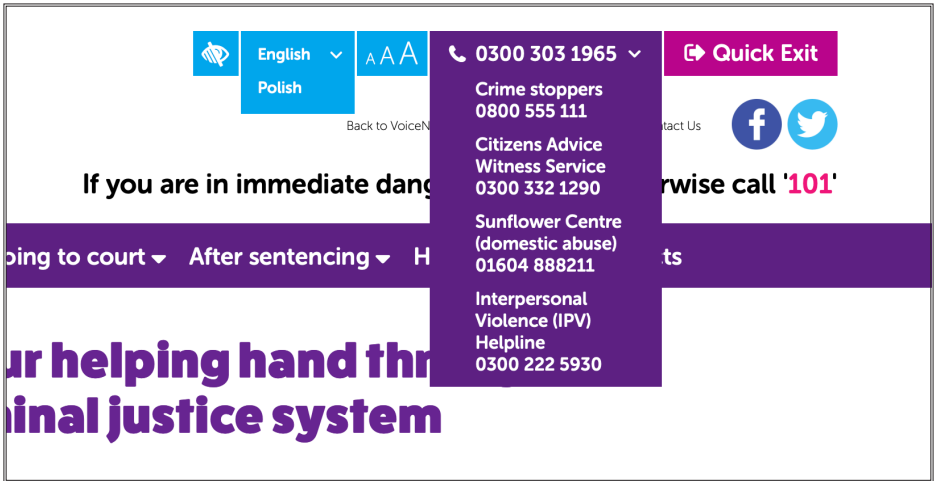 English
A A A
0300 303 1965
Quick Exit
Polish
Crime stoppers
0800 555 111
Back to VoiceN
tact Us
Citizens Advice
Witness Service
0300 332 1290
If you are in immediate dang
rwise call '101'
Sunflower Centre
(domestic abuse)
01604 888211
oing to court After sentencing H
ts
Interpersonal
Violence (IPV)
Helpline
0300 222 5930
ur helping hand thr
inal justice system